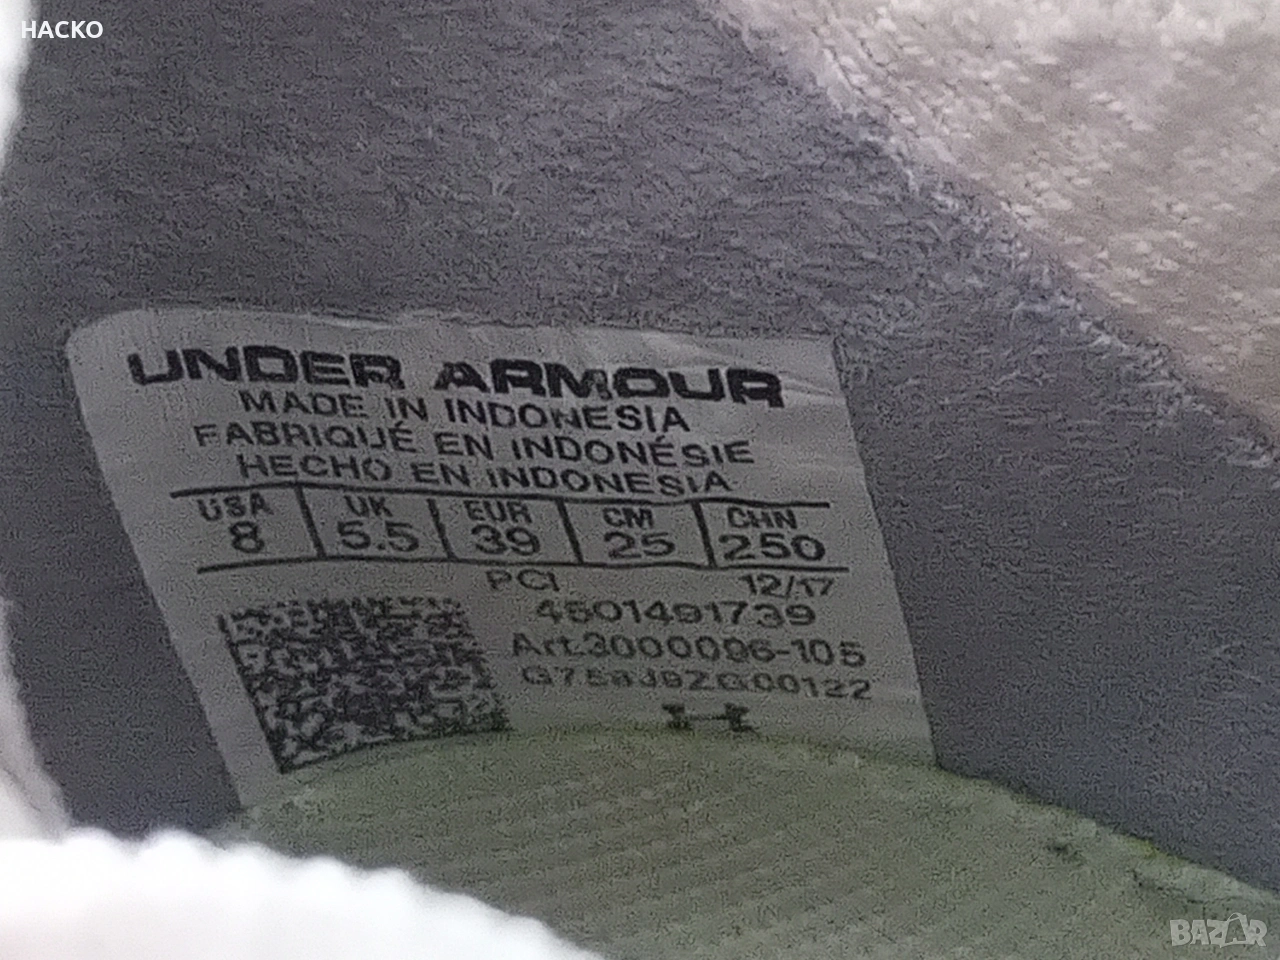 HACKO
UNDER ARMOUR
MADE IN INDONESIA
FABRIQUÉ EN INDONÉSIE
HECHO EN INDONESIA
USA UK EUR CM CHN
8 5.5 39 25 250
PCI 12/17
4501491739
Art.3000096-105
BAZAR